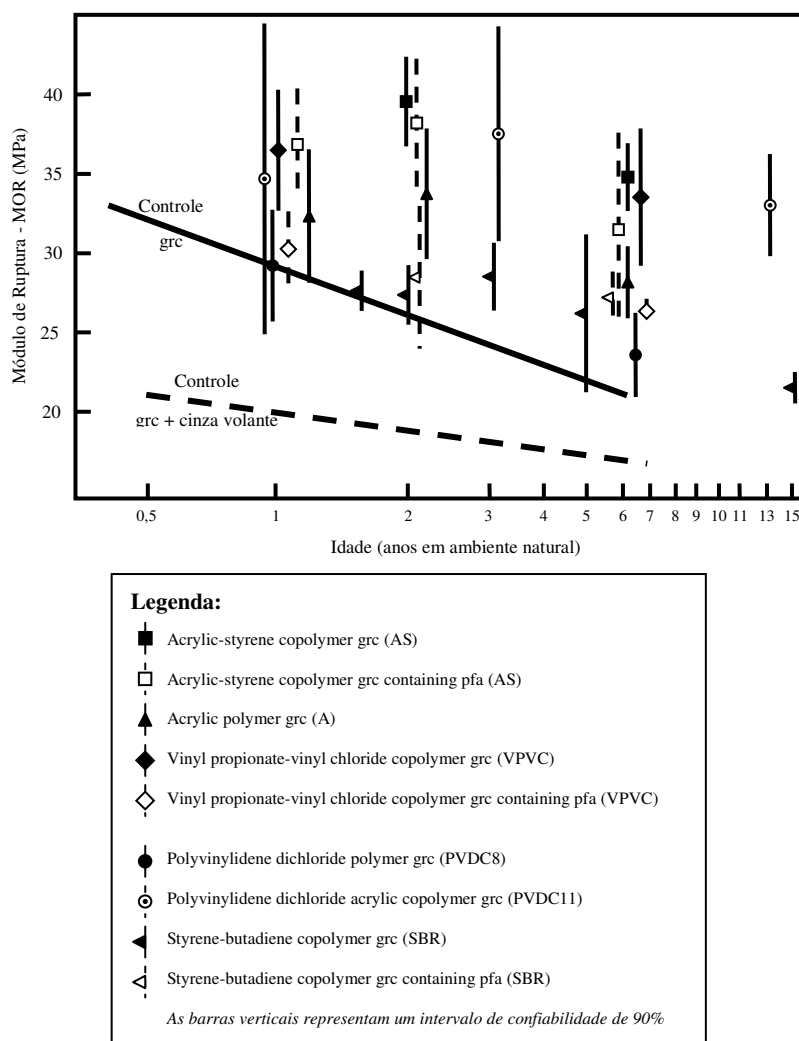 Módulo de Ruptura - MOR (MPa)
40
35
30
25
20
Controle
grc
Controle
grc + cinza volante
0,5 1 2 3 4 5 6 7 8 9 10 11 13 15
Idade (anos em ambiente natural)
Legenda:
Acrylic-styrene copolymer grc (AS)
Acrylic-styrene copolymer grc containing pfa (AS)
Acrylic polymer grc (A)
Vinyl propionate-vinyl chloride copolymer grc (VPVC)
Vinyl propionate-vinyl chloride copolymer grc containing pfa (VPVC)
Polyvinylidene dichloride polymer grc (PVDC8)
Polyvinylidene dichloride acrylic copolymer grc (PVDC11)
Styrene-butadiene copolymer grc (SBR)
Styrene-butadiene copolymer grc containing pfa (SBR)
As barras verticais representam um intervalo de confiabilidade de 90%